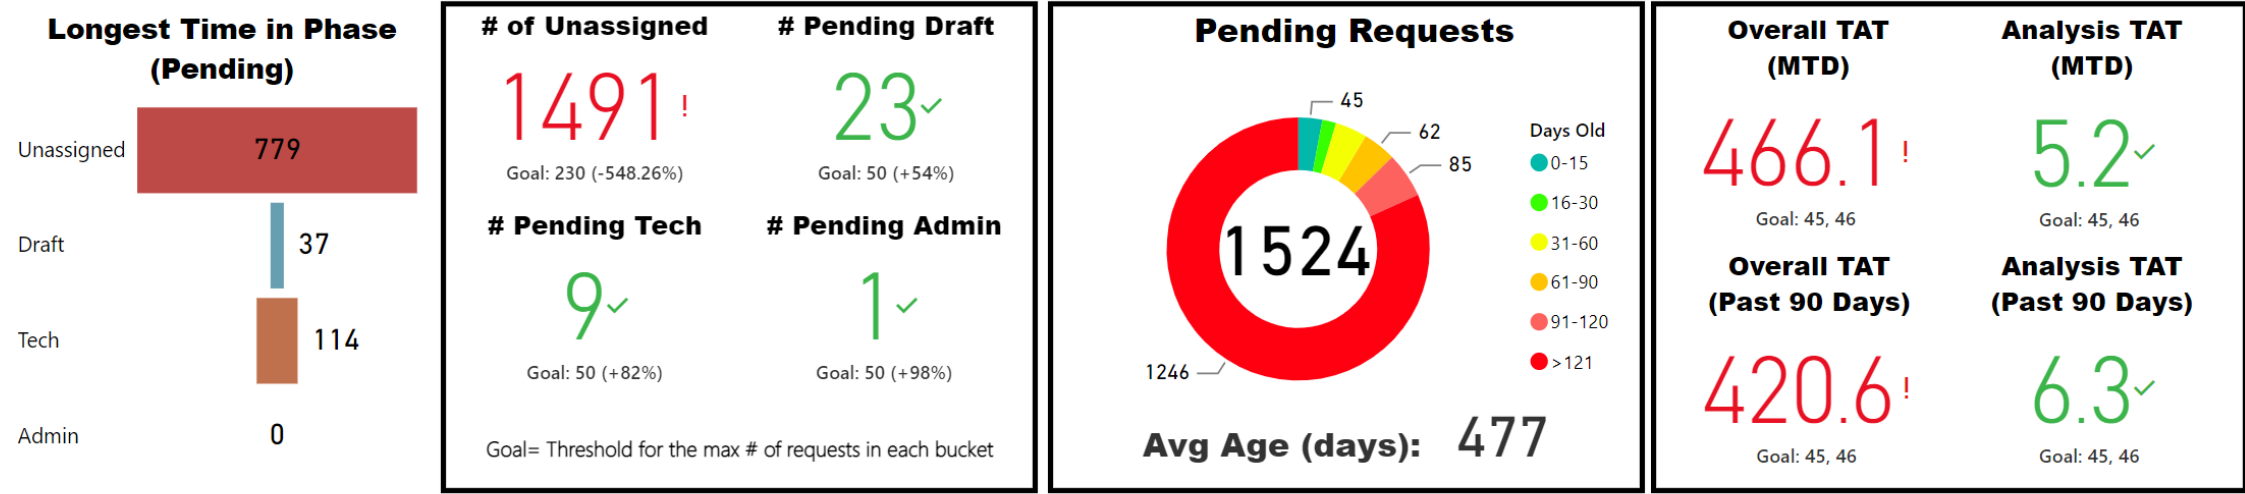 Longest Time in Phase
(Pending)
Unassigned
779
Draft
37
Tech
114
Admin
0
# of Unassigned
1491!
Goal: 230 (-548.26%)
# Pending Draft
23✓
Goal: 50 (+54%)
# Pending Tech
9✓
Goal: 50 (+82%)
# Pending Admin
1✓
Goal: 50 (+98%)
Goal= Threshold for the max # of requests in each bucket
Pending Requests
45
62
85
1246
1524
Days Old
0-15
16-30
31-60
61-90
91-120
>121
Avg Age (days): 477
Overall TAT
(MTD)
466.1!
Goal: 45, 46
Analysis TAT
(MTD)
5.2✓
Goal: 45, 46
Overall TAT
(Past 90 Days)
420.6!
Goal: 45, 46
Analysis TAT
(Past 90 Days)
6.3✓
Goal: 45, 46